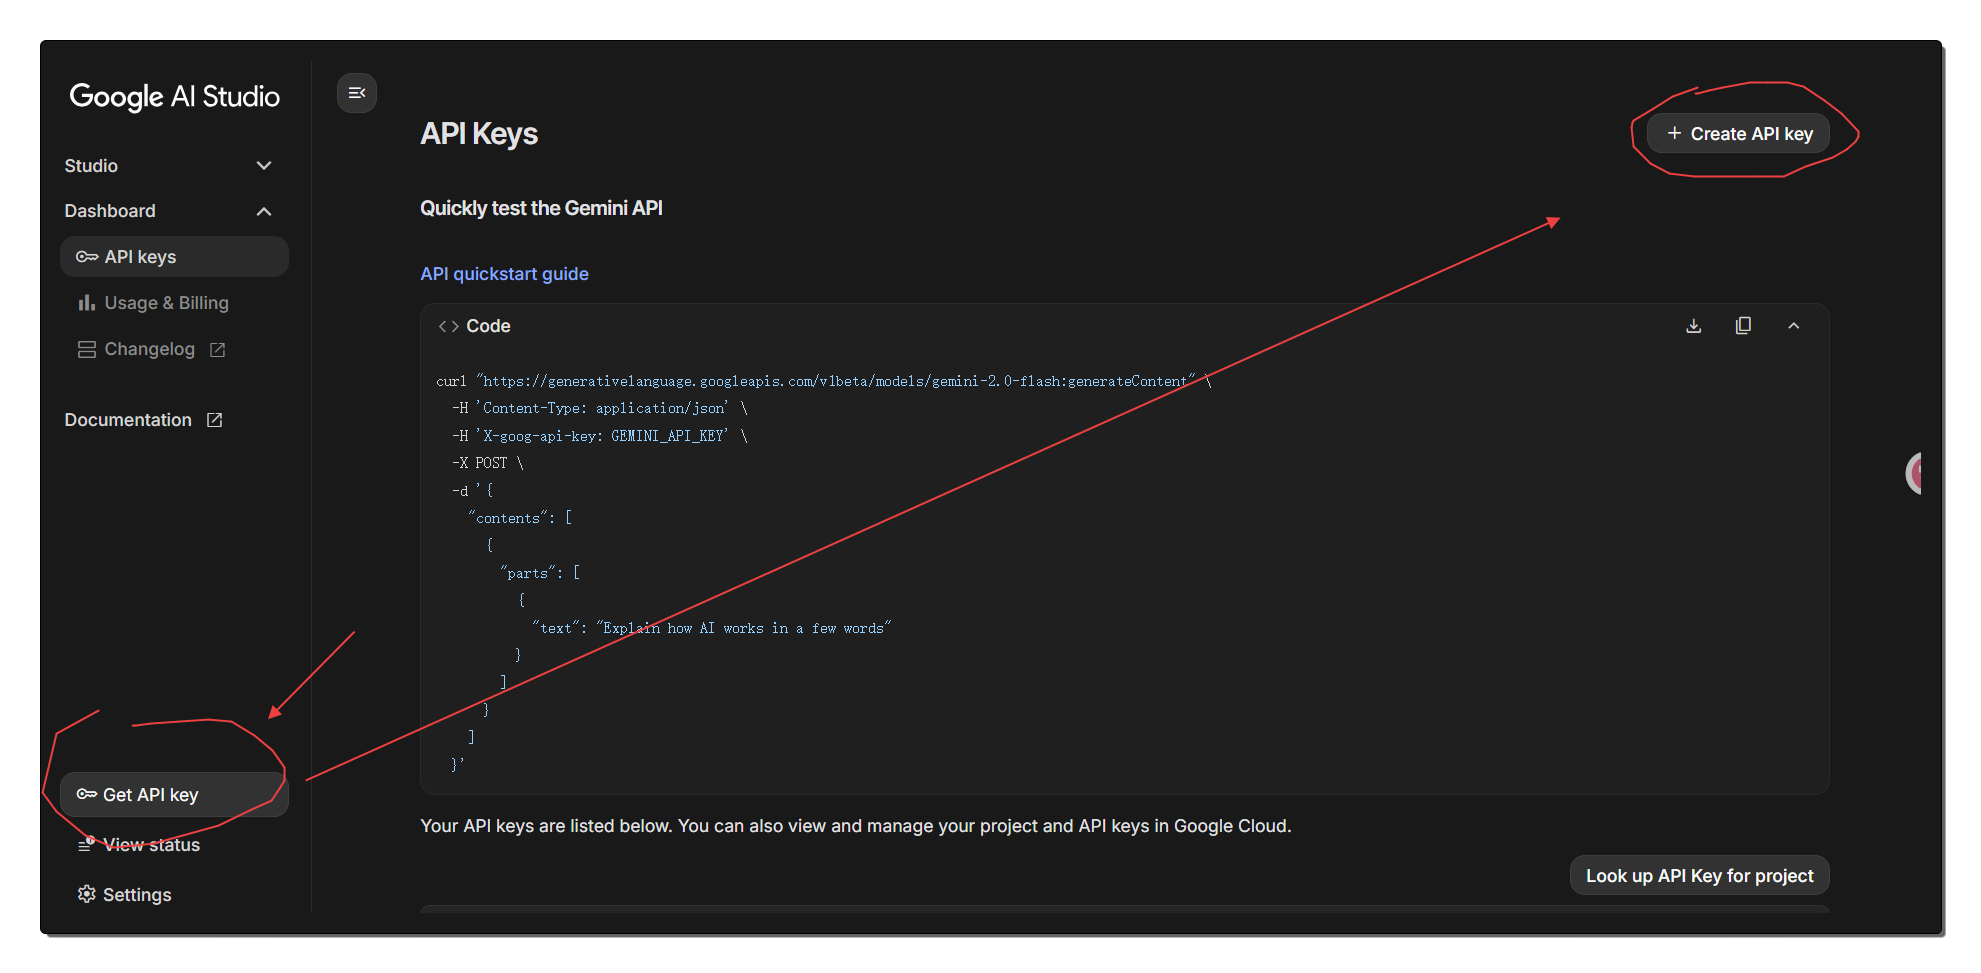 Google AI Studio
Studio
Dashboard
API keys
Usage & Billing
Changelog
Documentation
Get API key
View status
Settings
API Keys
+ Create API key
Quickly test the Gemini API
API quickstart guide
<> Code
curl "https://generativelanguage.googleapis.com/v1beta/models/gemini-2.0-flash:generateContent" \
  -H 'Content-Type: application/json' \
  -H 'X-goog-api-key: GEMINI_API_KEY' \
  -X POST \
  -d '{
    "contents": [
      {
        "parts": [
          {
            "text": "Explain how AI works in a few words"
          }
        ]
      }
    ]
  }'
Your API keys are listed below. You can also view and manage your project and API keys in Google Cloud.
Look up API Key for project